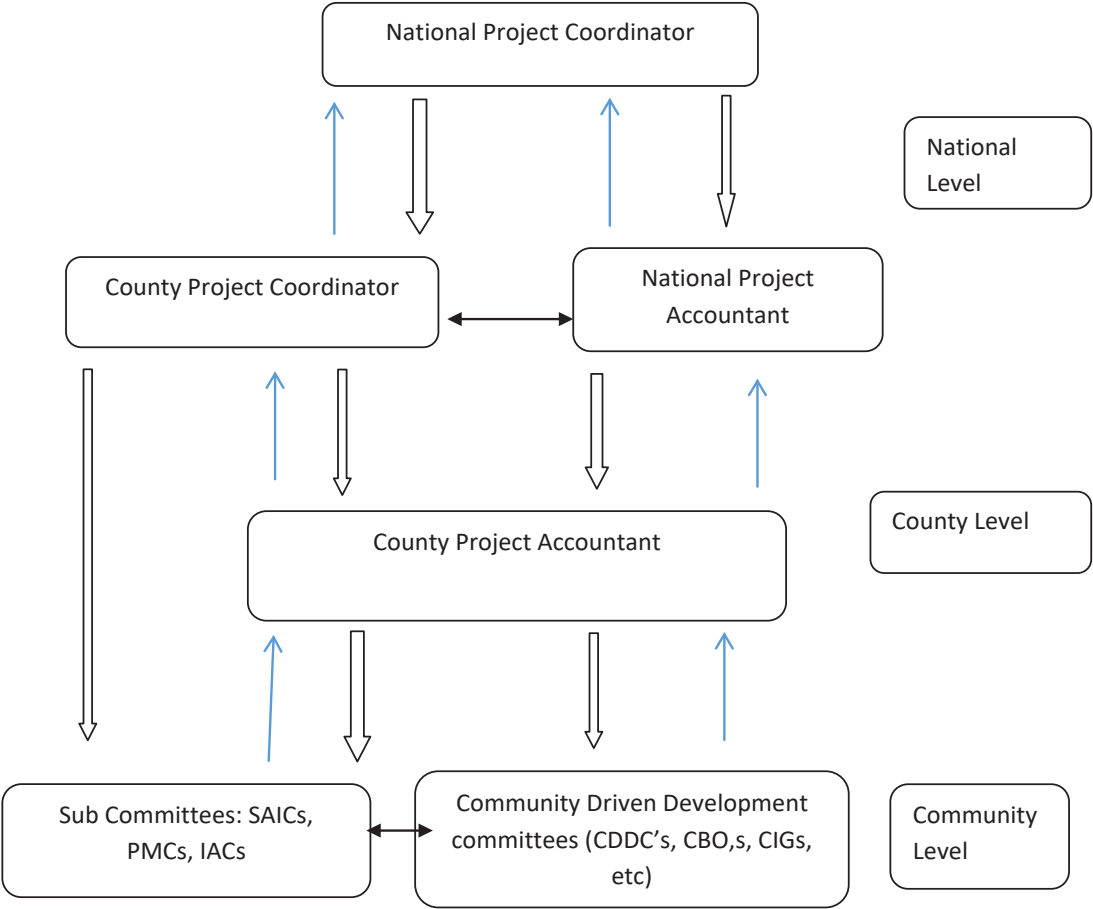 National Project Coordinator
National
Level
County Project Coordinator
National Project
Accountant
County Level
County Project Accountant
Sub Committees: SAICs,
PMCs, IACs
Community Driven Development
committees (CDDC’s, CBO,s, CIGs,
etc)
Community
Level